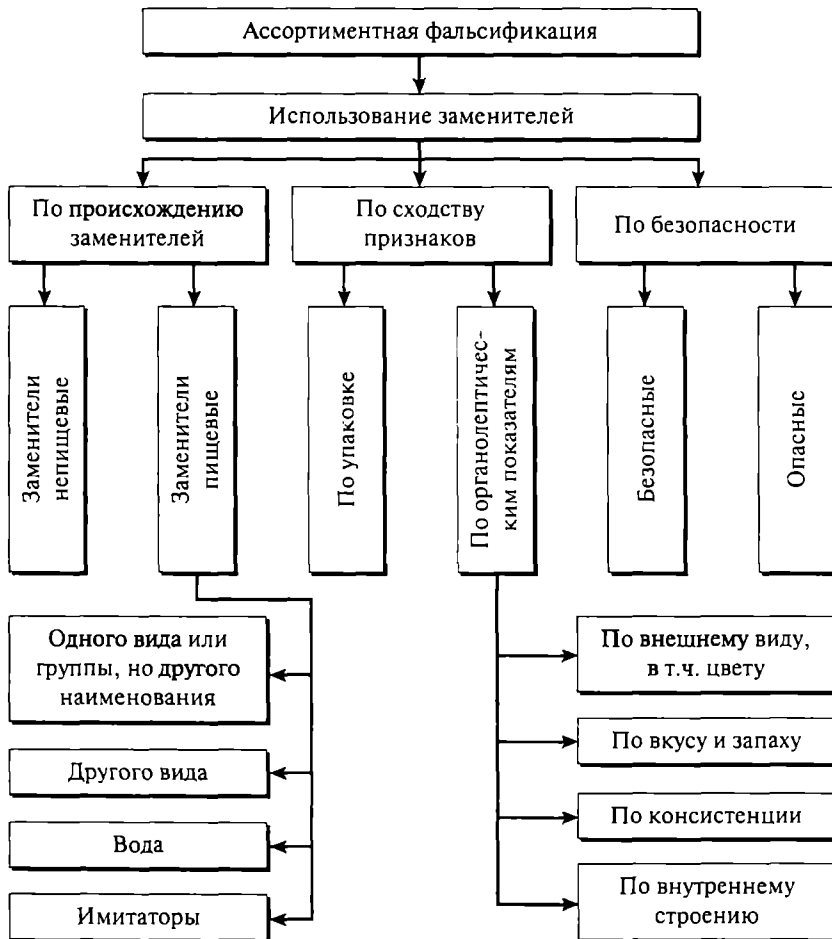 Ассортиментная фальсификация
Использование заменителей
По происхождению
заменителей
По сходству
признаков
По безопасности
Заменители
непищевые
Заменители
пищевые
По упаковке
По органолептичес-
ким показателям
Безопасные
Опасные
Одного вида или
группы, но другого
наименования
Другого вида
Вода
Имитаторы
По внешнему виду,
в т.ч. цвету
По вкусу и запаху
По консистенции
По внутреннему
строению